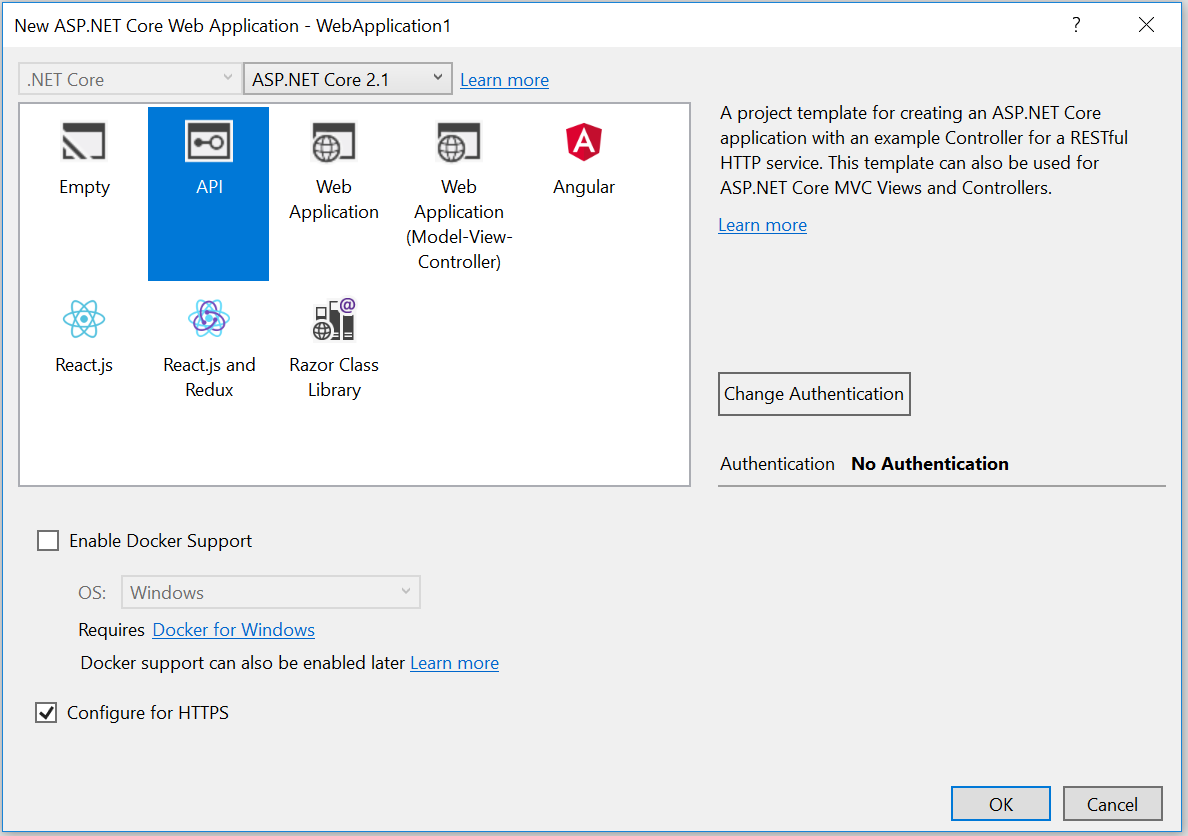 New ASP.NET Core Web Application - WebApplication1
?
.NET Core
ASP.NET Core 2.1
Learn more
Empty
API
Web
Application
Web
Application
(Model-View-
Controller)
Angular
React.js
React.js and
Redux
Razor Class
Library
A project template for creating an ASP.NET Core
application with an example Controller for a RESTful
HTTP service. This template can also be used for
ASP.NET Core MVC Views and Controllers.
Learn more
Change Authentication
Authentication No Authentication
Enable Docker Support
OS: Windows
Requires Docker for Windows
Docker support can also be enabled later Learn more
Configure for HTTPS
OK
Cancel